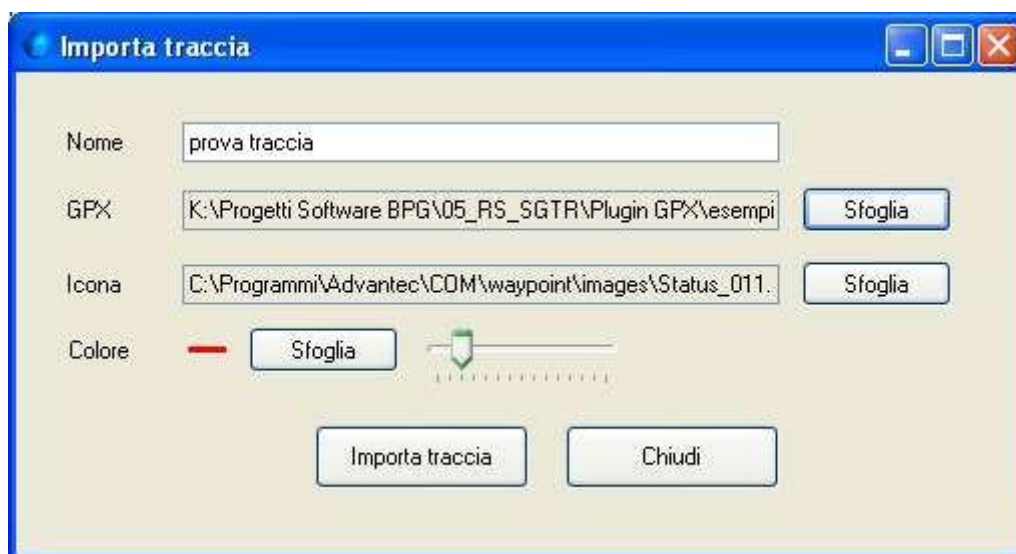 Importa traccia
Nome prova traccia
GPX K:\Progetti Software BPG\05_RS_SGTR\Plugin GPX\esempi Sfoglia
Icona C:\Programmi\Advantec\COM\waypoint\images\Status_011. Sfoglia
Colore Sfoglia
Importa traccia Chiudi